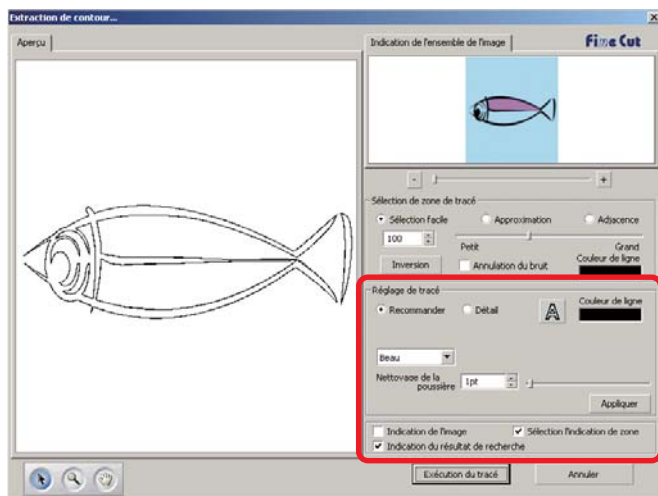 Extraction de contour...
Aperçu
Indication de l'ensemble de l'image
Fine Cut
- +
Sélection de zone de tracé
Sélection facile Approximation Adjacence
100
Petit Grand
Inversion Annulation du bruit Couleur de ligne
Réglage de tracé
Recommander Détail A Couleur de ligne
Beau
Nettoyage de la poussière 1pt
Appliquer
Indication de l'image Sélection l'indication de zone
Indication du résultat de recherche
Exécution du tracé Annuler